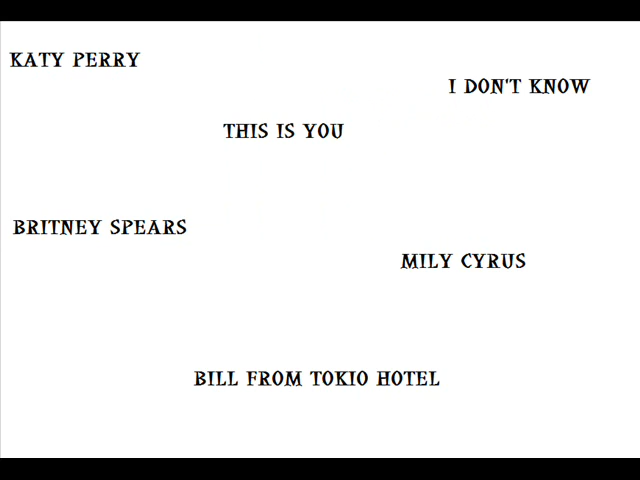 KATY PERRY
I DON'T KNOW
THIS IS YOU
BRITNEY SPEARS
MILY CYRUS
BILL FROM TOKIO HOTEL